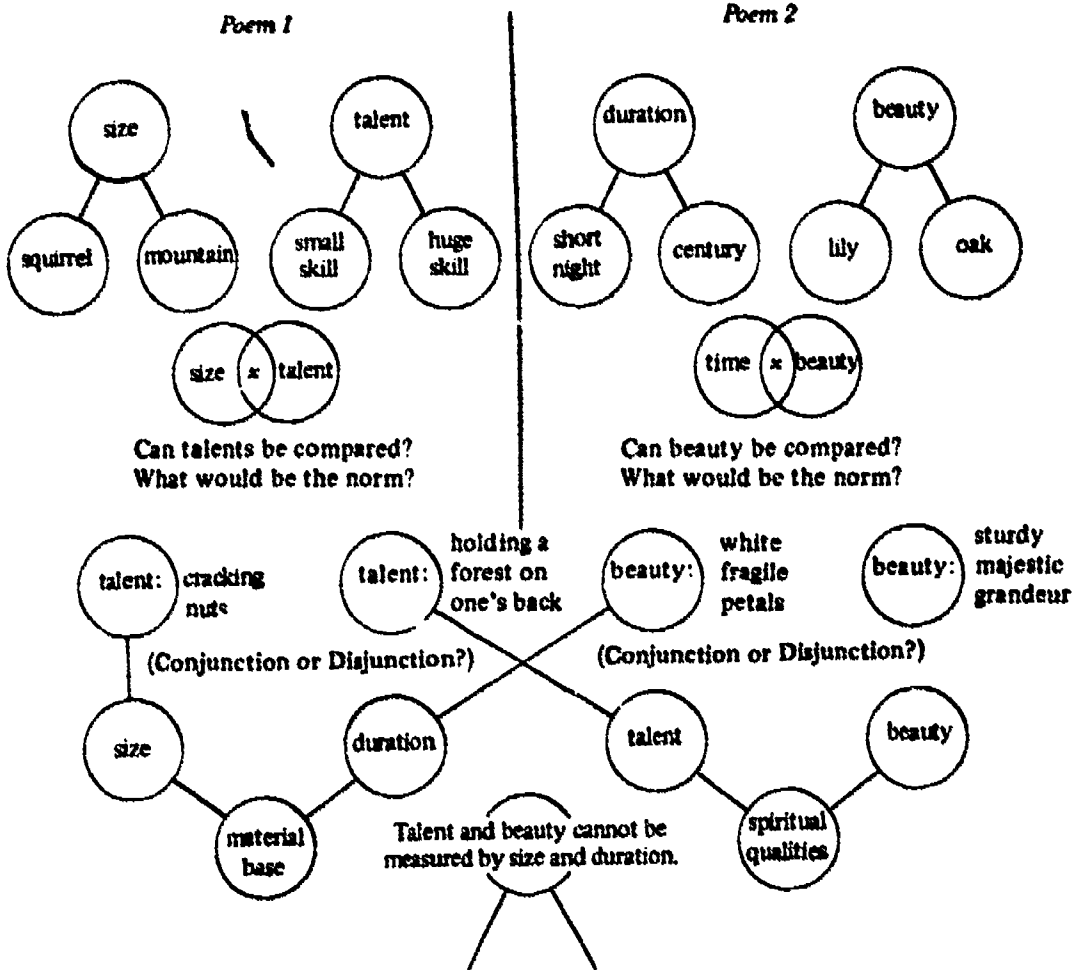 Poem 1
Poem 2
size
talent
squirrel
mountain
small
skill
huge
skill
duration
beauty
short
night
century
lily
oak
size x talent
time x beauty
Can talents be compared?
What would be the norm?
Can beauty be compared?
What would be the norm?
talent: cracking
nuts
talent:
holding a
forest on
one's back
beauty:
white
fragile
petals
beauty:
sturdy
majestic
grandeur
(Conjunction or Disjunction?)
(Conjunction or Disjunction?)
size
duration
talent
beauty
material
base
Talent and beauty cannot be
measured by size and duration.
spiritual
qualities